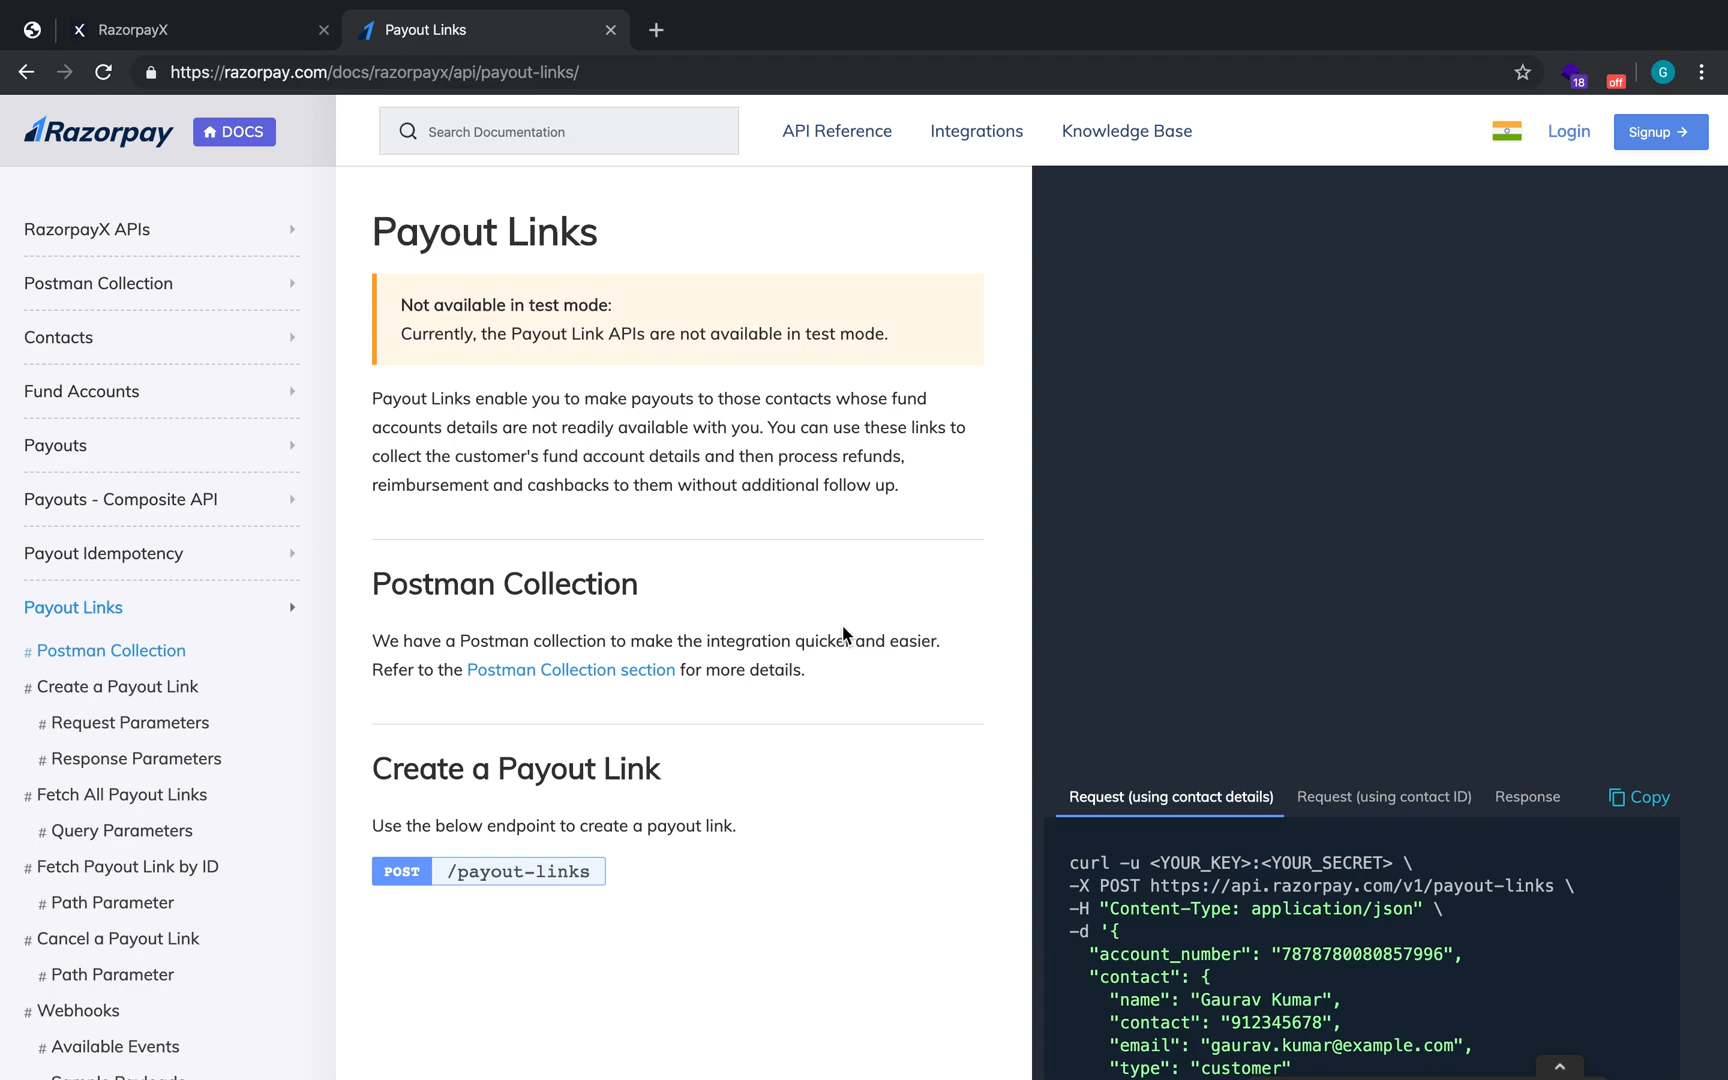 RazorpayX
Payout Links
https://razorpay.com/docs/razorpayx/api/payout-links/
18
off
G
Razorpay
DOCS
Search Documentation
API Reference
Integrations
Knowledge Base
Login
Signup →
RazorpayX APIs
Postman Collection
Contacts
Fund Accounts
Payouts
Payouts - Composite API
Payout Idempotency
Payout Links
# Postman Collection
# Create a Payout Link
# Request Parameters
# Response Parameters
# Fetch All Payout Links
# Query Parameters
# Fetch Payout Link by ID
# Path Parameter
# Cancel a Payout Link
# Path Parameter
# Webhooks
# Available Events
Payout Links
Not available in test mode:
Currently, the Payout Link APIs are not available in test mode.
Payout Links enable you to make payouts to those contacts whose fund
accounts details are not readily available with you. You can use these links to
collect the customer's fund account details and then process refunds,
reimbursement and cashbacks to them without additional follow up.
Postman Collection
We have a Postman collection to make the integration quicker and easier.
Refer to the Postman Collection section for more details.
Create a Payout Link
Use the below endpoint to create a payout link.
POST /payout-links
Request (using contact details)
Request (using contact ID)
Response
Copy
curl -u <YOUR_KEY>:<YOUR_SECRET> \
-X POST https://api.razorpay.com/v1/payout-links \
-H "Content-Type: application/json" \
-d '{
"account_number": "7878780080857996",
"contact": {
"name": "Gaurav Kumar",
"contact": "912345678",
"email": "gaurav.kumar@example.com",
"type": "customer"